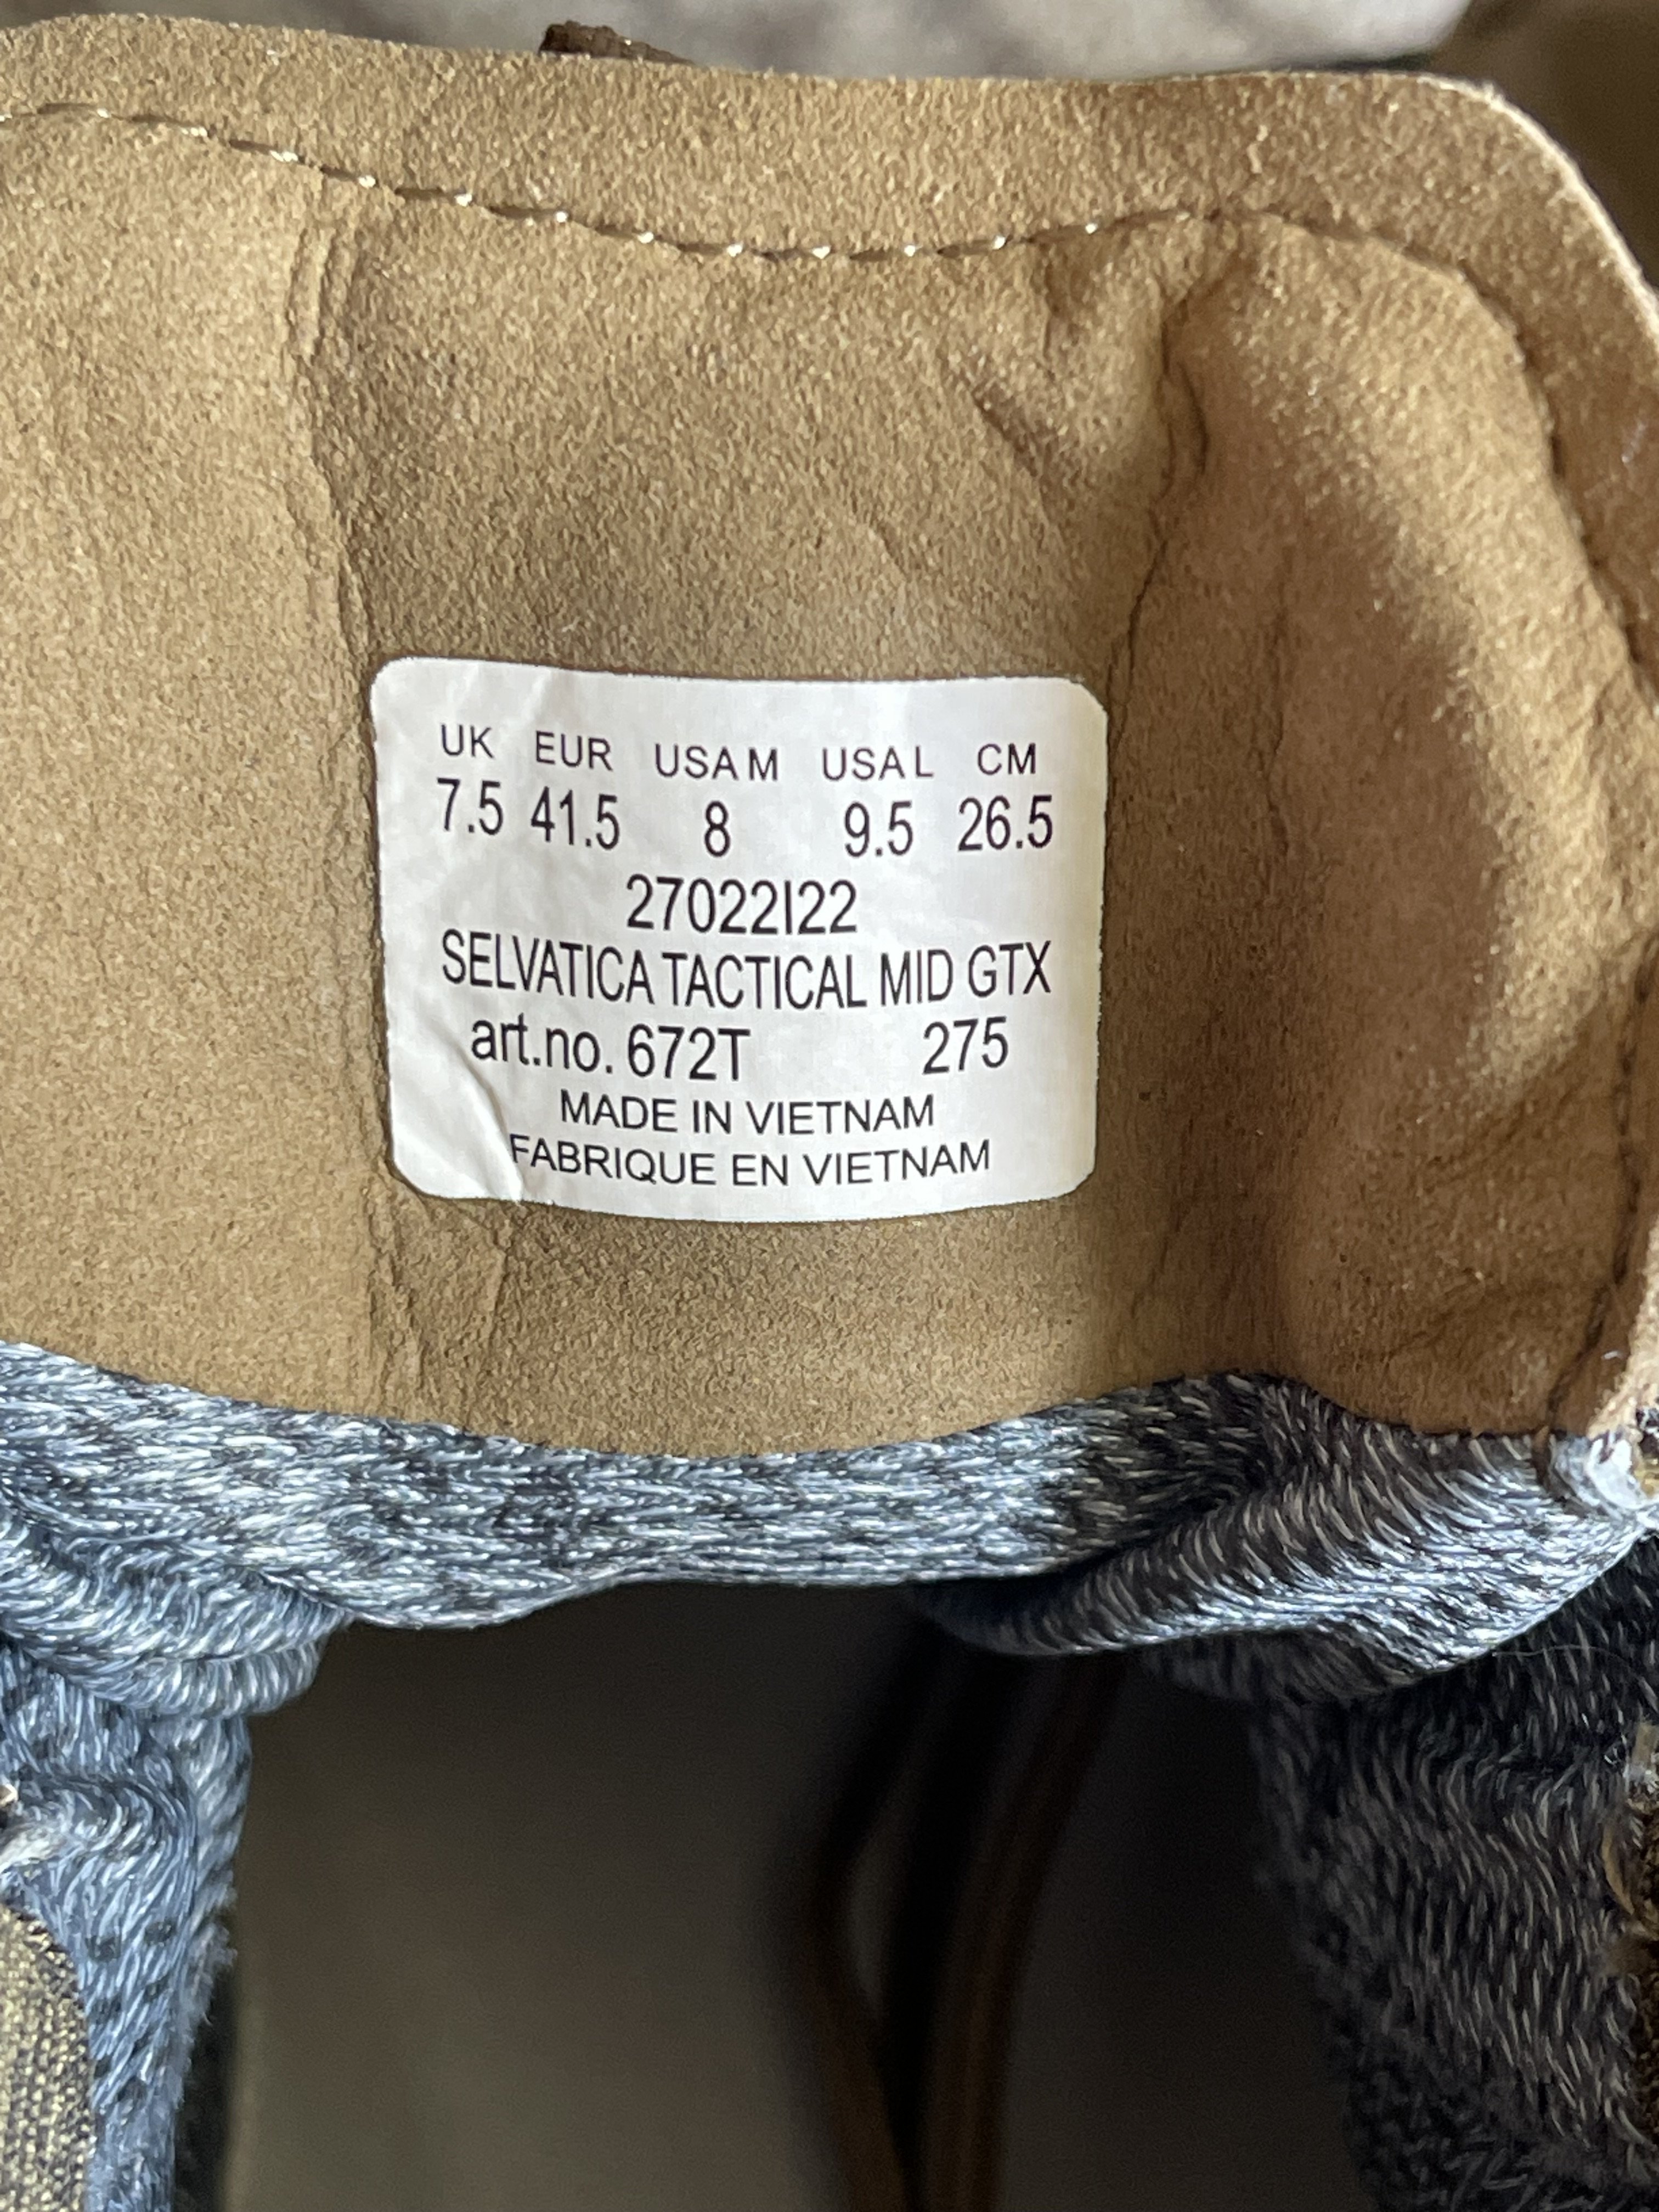 UK EUR USA M USA L CM
7.5 41.5 8 9.5 26.5
27022I22
SELVATICA TACTICAL MID GTX
art.no. 672T 275
MADE IN VIETNAM
FABRIQUE EN VIETNAM